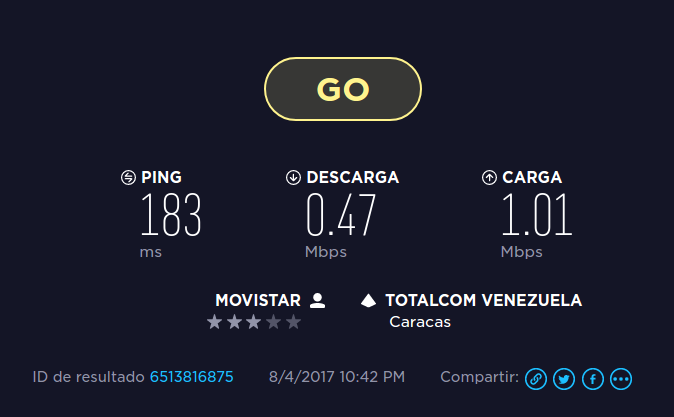 GO
PING DESCARGA CARGA
183 0.47 1.01
ms Mbps Mbps
MOVISTAR TOTALCOM VENEZUELA
Caracas
ID de resultado 6513816875 8/4/2017 10:42 PM Compartir: